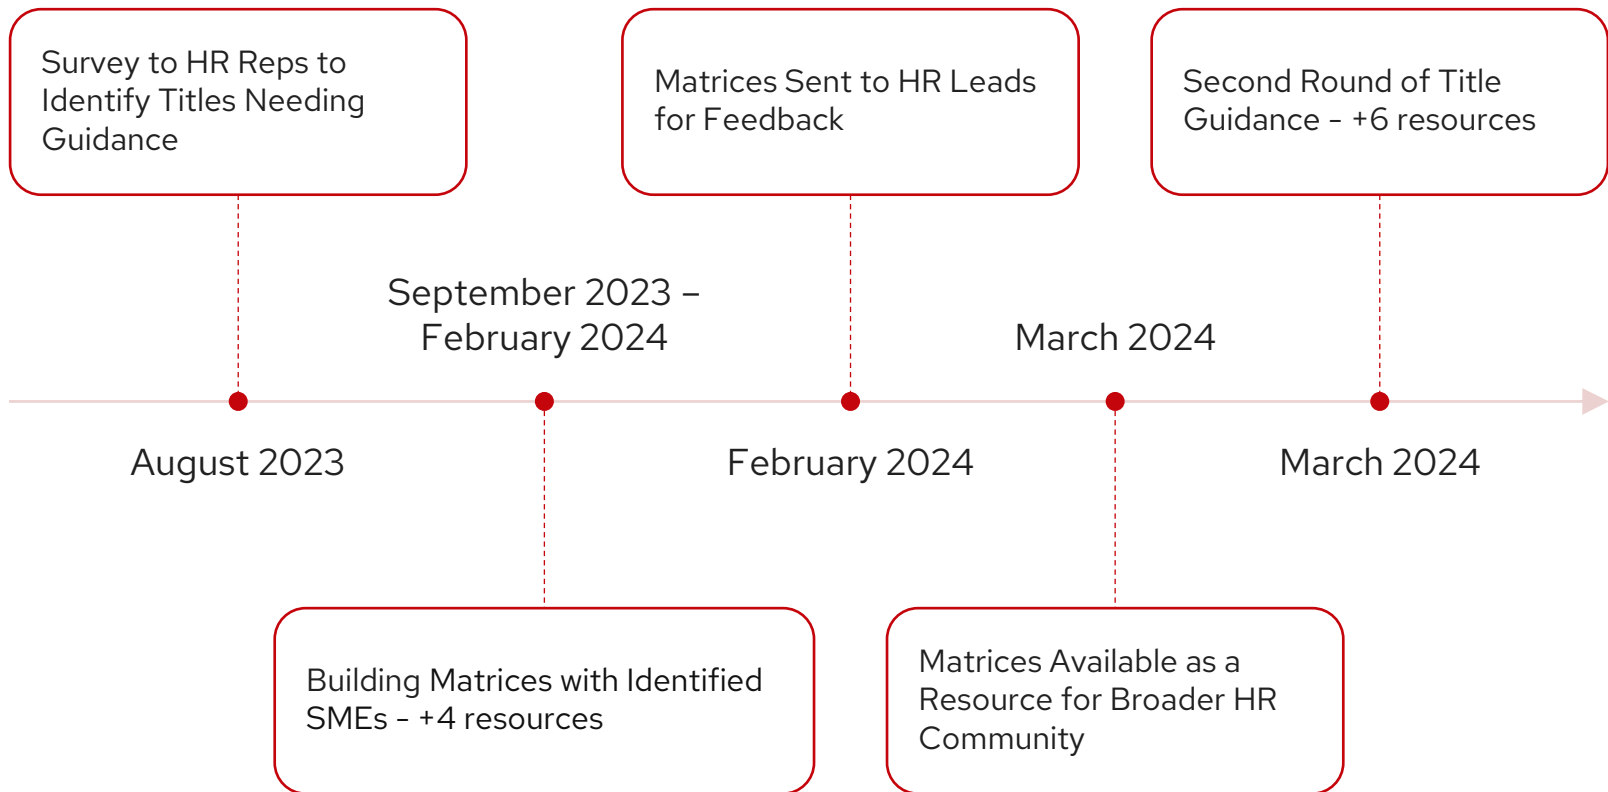 Survey to HR Reps to
Identify Titles Needing
Guidance
Matrices Sent to HR Leads
for Feedback
Second Round of Title
Guidance - +6 resources
September 2023 –
February 2024
March 2024
August 2023
February 2024
March 2024
Building Matrices with Identified
SMEs - +4 resources
Matrices Available as a
Resource for Broader HR
Community